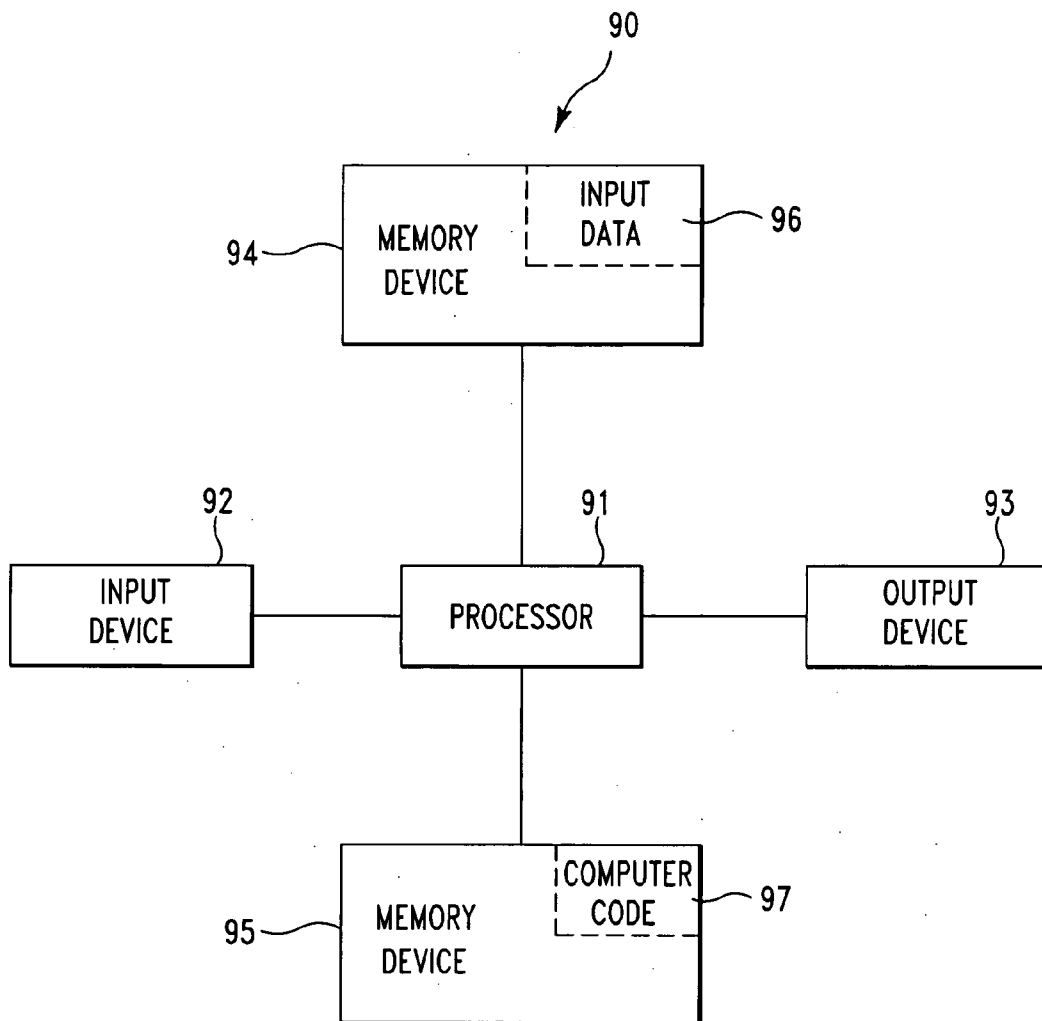 90
INPUT
DATA
96
94
MEMORY
DEVICE
92
91
93
INPUT
DEVICE
PROCESSOR
OUTPUT
DEVICE
COMPUTER
CODE
97
95
MEMORY
DEVICE